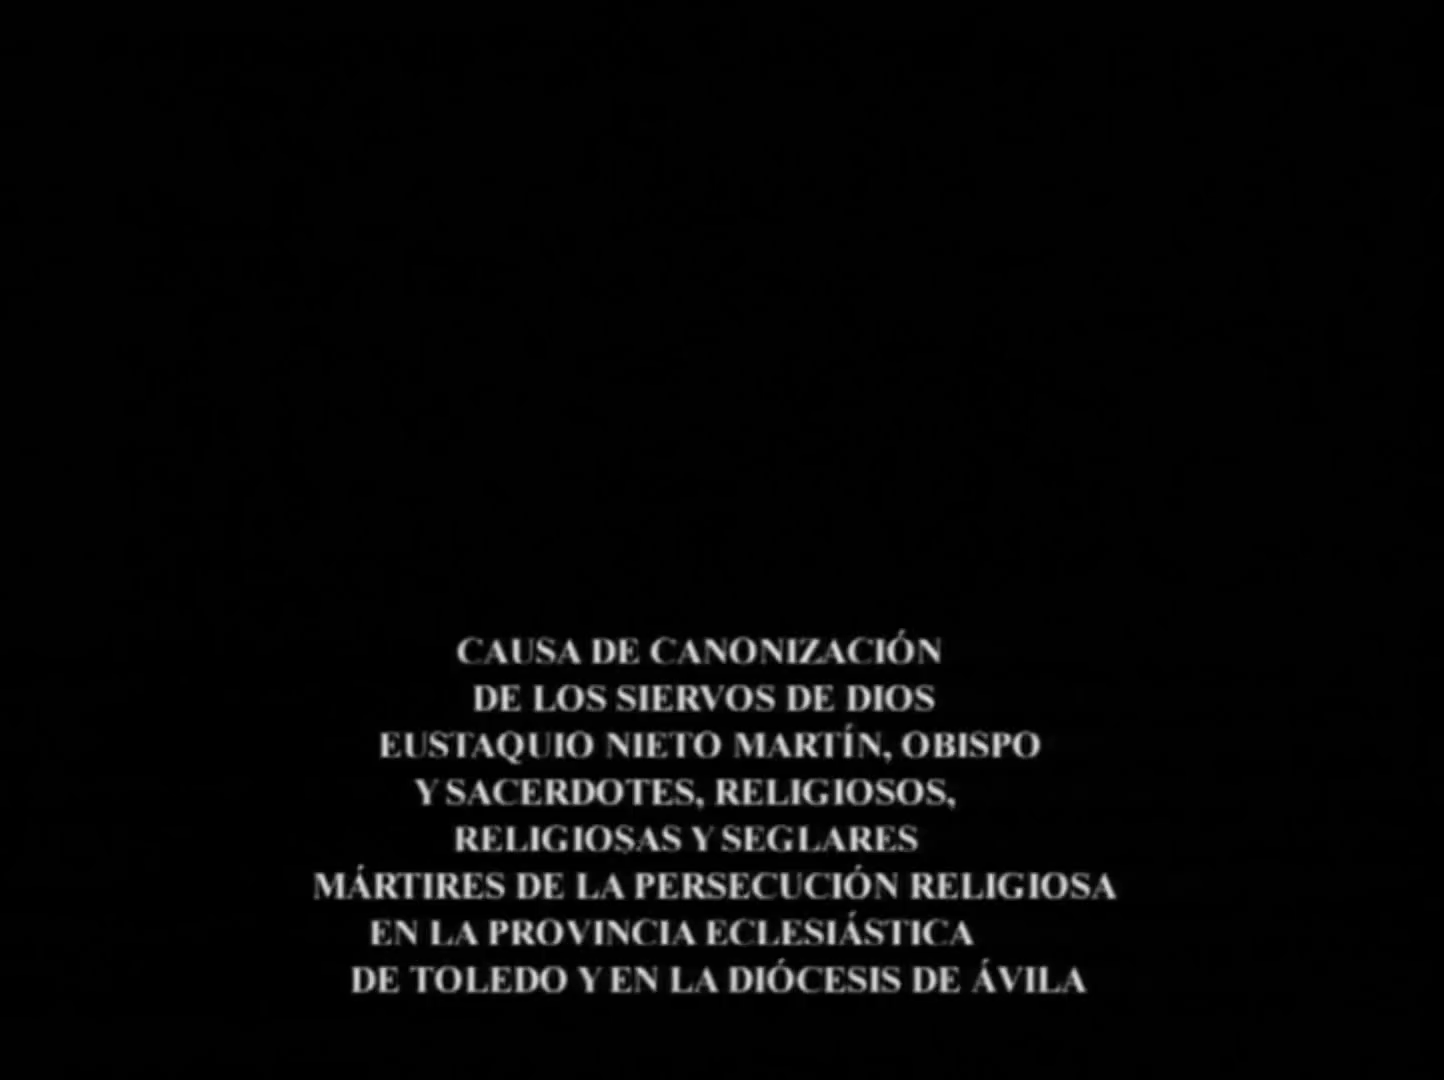 CAUSA DE CANONIZACIÓN
DE LOS SIERVOS DE DIOS
EUSTAQUIO NIETO MARTÍN, OBISPO
Y SACERDOTES, RELIGIOSOS,
RELIGIOSAS Y SEGLARES
MÁRTIRES DE LA PERSECUCIÓN RELIGIOSA
EN LA PROVINCIA ECLESIÁSTICA
DE TOLEDO Y EN LA DIÓCESIS DE ÁVILA